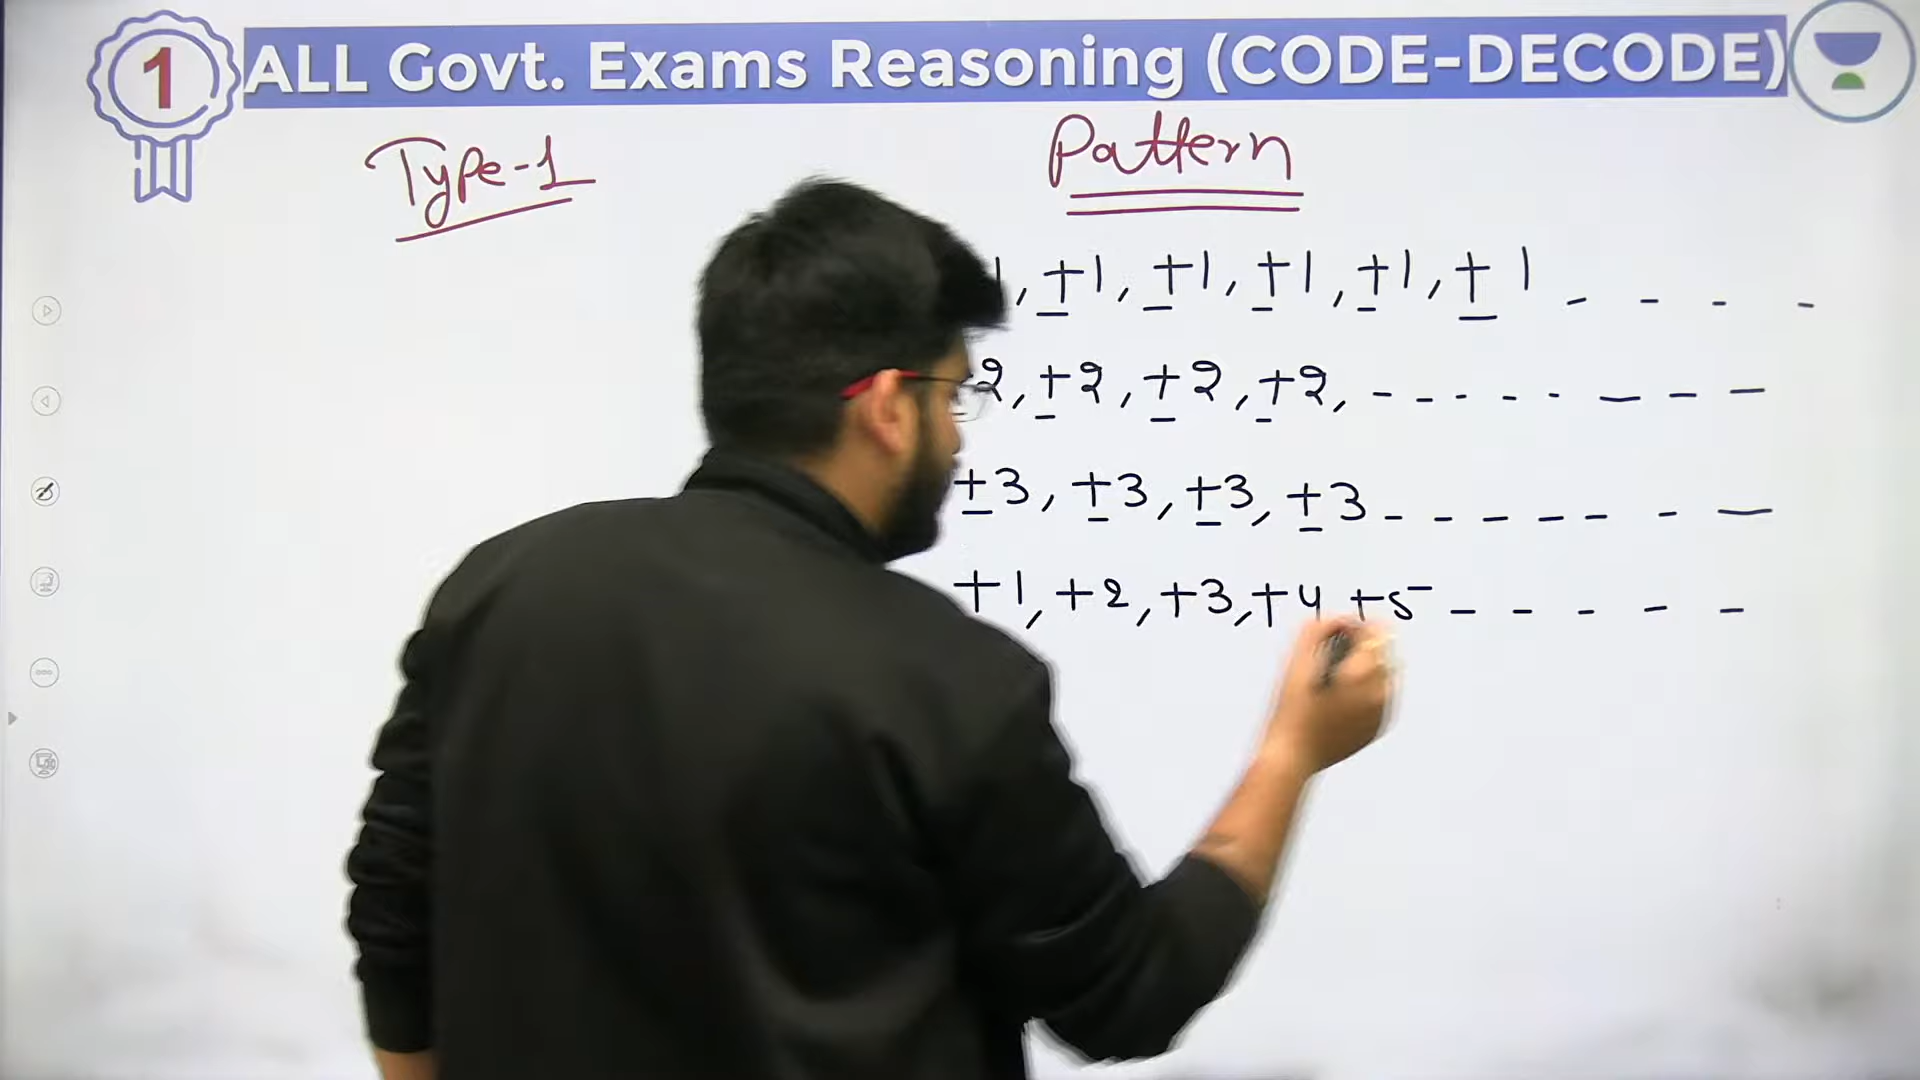 1 ALL Govt. Exams Reasoning (CODE-DECODE)
Type-1
Pattern
1, ±1, ±1, ±1, ±1, ±1 - - - -
2, ±2, ±2, ±2, - - - - - - - -
±3, ±3, ±3, ±3 - - - - - - -
+1, +2, +3, +4 +5 - - - - -